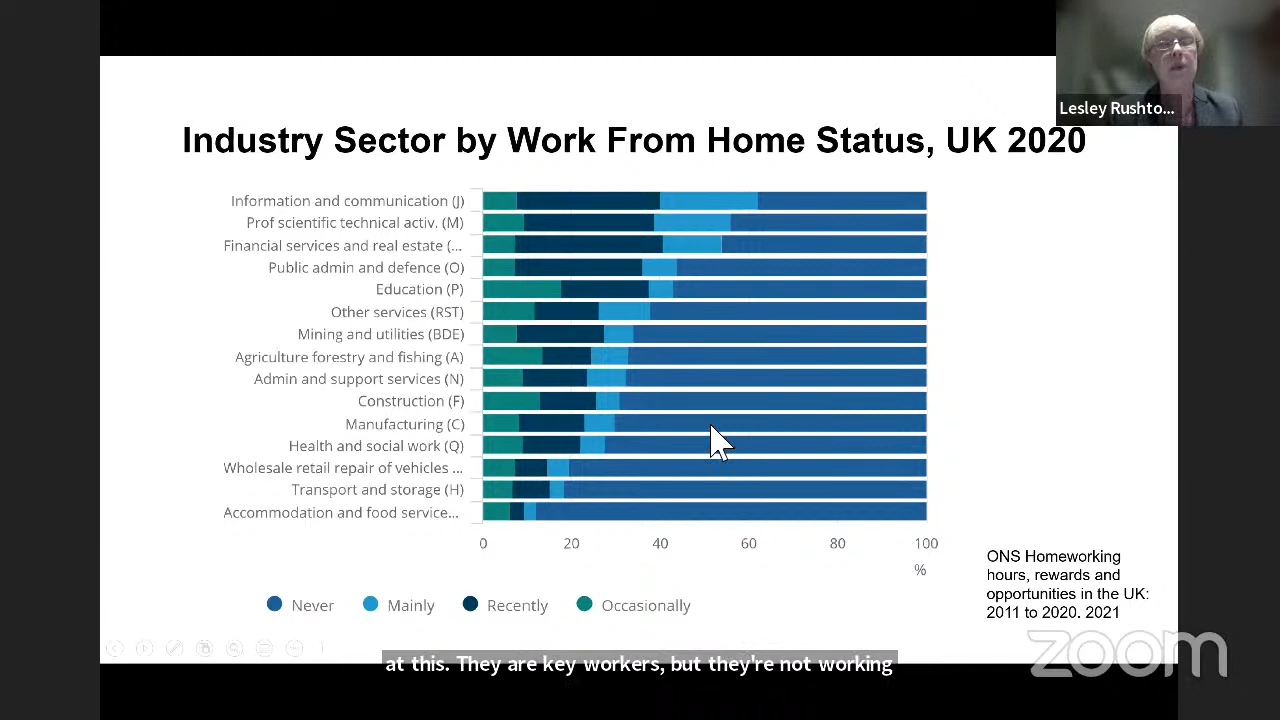 Lesley Rushto...
Industry Sector by Work From Home Status, UK 2020
Information and communication (J)
Prof scientific technical activ. (M)
Financial services and real estate (...
Public admin and defence (O)
Education (P)
Other services (RST)
Mining and utilities (BDE)
Agriculture forestry and fishing (A)
Admin and support services (N)
Construction (F)
Manufacturing (C)
Health and social work (Q)
Wholesale retail repair of vehicles ...
Transport and storage (H)
Accommodation and food service...
0 20 40 60 80 100
%
Never Mainly Recently Occasionally
ONS Homeworking
hours, rewards and
opportunities in the UK:
2011 to 2020. 2021
zoom
at this. They are key workers, but they're not working